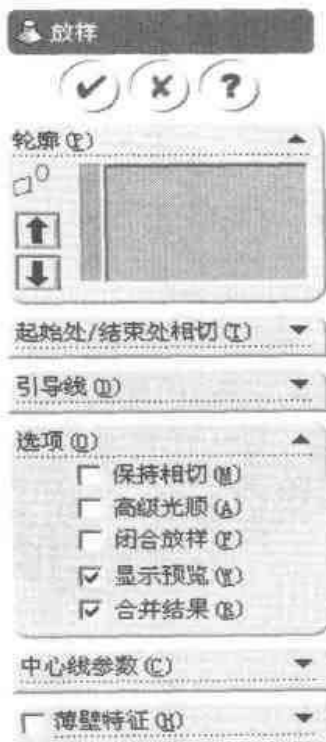 放样
轮廓(P)
起始处/结束处相切(T)
引导线(D)
选项(O)
保持相切(M)
高级光顺(A)
闭合放样(F)
显示预览(W)
合并结果(R)
中心线参数(C)
薄壁特征(H)